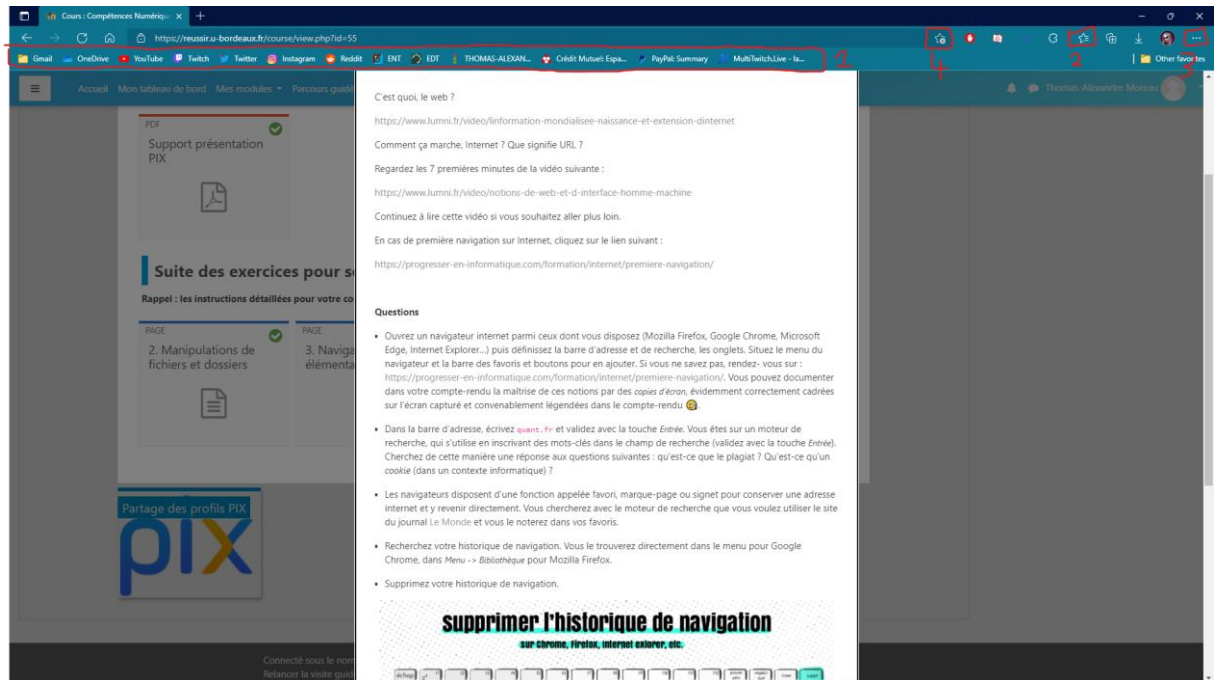 Cours : Compétences Numériqu
https://reussir.u-bordeaux.fr/course/view.php?id=55
4
2
3
Gmail OneDrive YouTube Twitch Twitter Instagram Reddit ENT EDT THOMAS-ALEXAN... Crédit Mutuel: Espa... PayPal: Summary MultiTwitch.Live - la... Other favorites
Accueil Mon tableau de bord Mes modules Parcours guidé Thomas-Alexandre Moreau
PDF
Support présentation
PIX
Suite des exercices pour s
Rappel : les instructions détaillées pour votre co
PAGE
2. Manipulations de
fichiers et dossiers
PAGE
3. Naviga
élémenta
Partage des profils PIX
pix
Connecté sous le nom
Relancer la visite guid
C'est quoi, le web ?
https://www.lumni.fr/video/linformation-mondialisee-naissance-et-extension-dinternet
Comment ça marche, Internet ? Que signifie URL ?
Regardez les 7 premières minutes de la vidéo suivante :
https://www.lumni.fr/video/notions-de-web-et-d-interface-homme-machine
Continuez à lire cette vidéo si vous souhaitez aller plus loin.
En cas de première navigation sur Internet, cliquez sur le lien suivant :
https://progresser-en-informatique.com/formation/internet/premiere-navigation/
Questions
• Ouvrez un navigateur internet parmi ceux dont vous disposez (Mozilla Firefox, Google Chrome, Microsoft
Edge, Internet Explorer...) puis définissez la barre d'adresse et de recherche, les onglets. Situez le menu du
navigateur et la barre des favoris et boutons pour en ajouter. Si vous ne savez pas, rendez- vous sur :
https://progresser-en-informatique.com/formation/internet/premiere-navigation/. Vous pouvez documenter
dans votre compte-rendu la maîtrise de ces notions par des copies d'écran, évidemment correctement cadrées
sur l'écran capturé et convenablement légendées dans le compte-rendu.
• Dans la barre d'adresse, écrivez qwant.fr et validez avec la touche Entrée. Vous êtes sur un moteur de
recherche, qui s'utilise en inscrivant des mots-clés dans le champ de recherche (validez avec la touche Entrée).
Cherchez de cette manière une réponse aux questions suivantes : qu'est-ce que le plagiat ? Qu'est-ce qu'un
cookie (dans un contexte informatique) ?
• Les navigateurs disposent d'une fonction appelée favori, marque-page ou signet pour conserver une adresse
internet et y revenir directement. Vous chercherez avec le moteur de recherche que vous voulez utiliser le site
du journal Le Monde et vous le noterez dans vos favoris.
• Recherchez votre historique de navigation. Vous le trouverez directement dans le menu pour Google
Chrome, dans Menu -> Bibliothèque pour Mozilla Firefox.
• Supprimez votre historique de navigation.
supprimer l'historique de navigation
sur Chrome, Firefox, internet exlorer, etc.